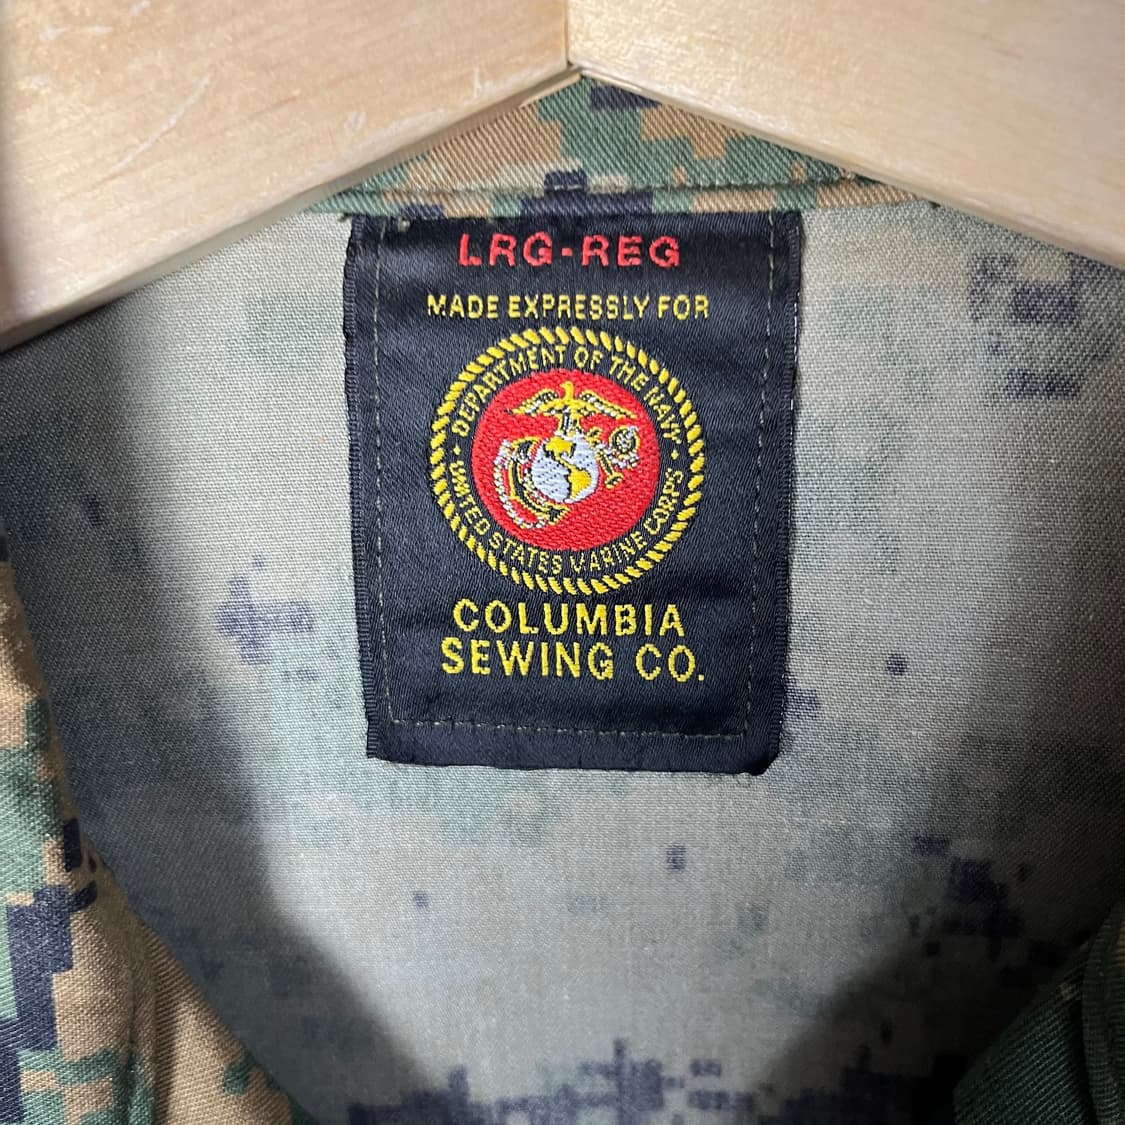 LRG-REG
MADE EXPRESSLY FOR
DEPARTMENT OF THE NAVY
UNITED STATES MARINE CORPS
COLUMBIA
SEWING CO.